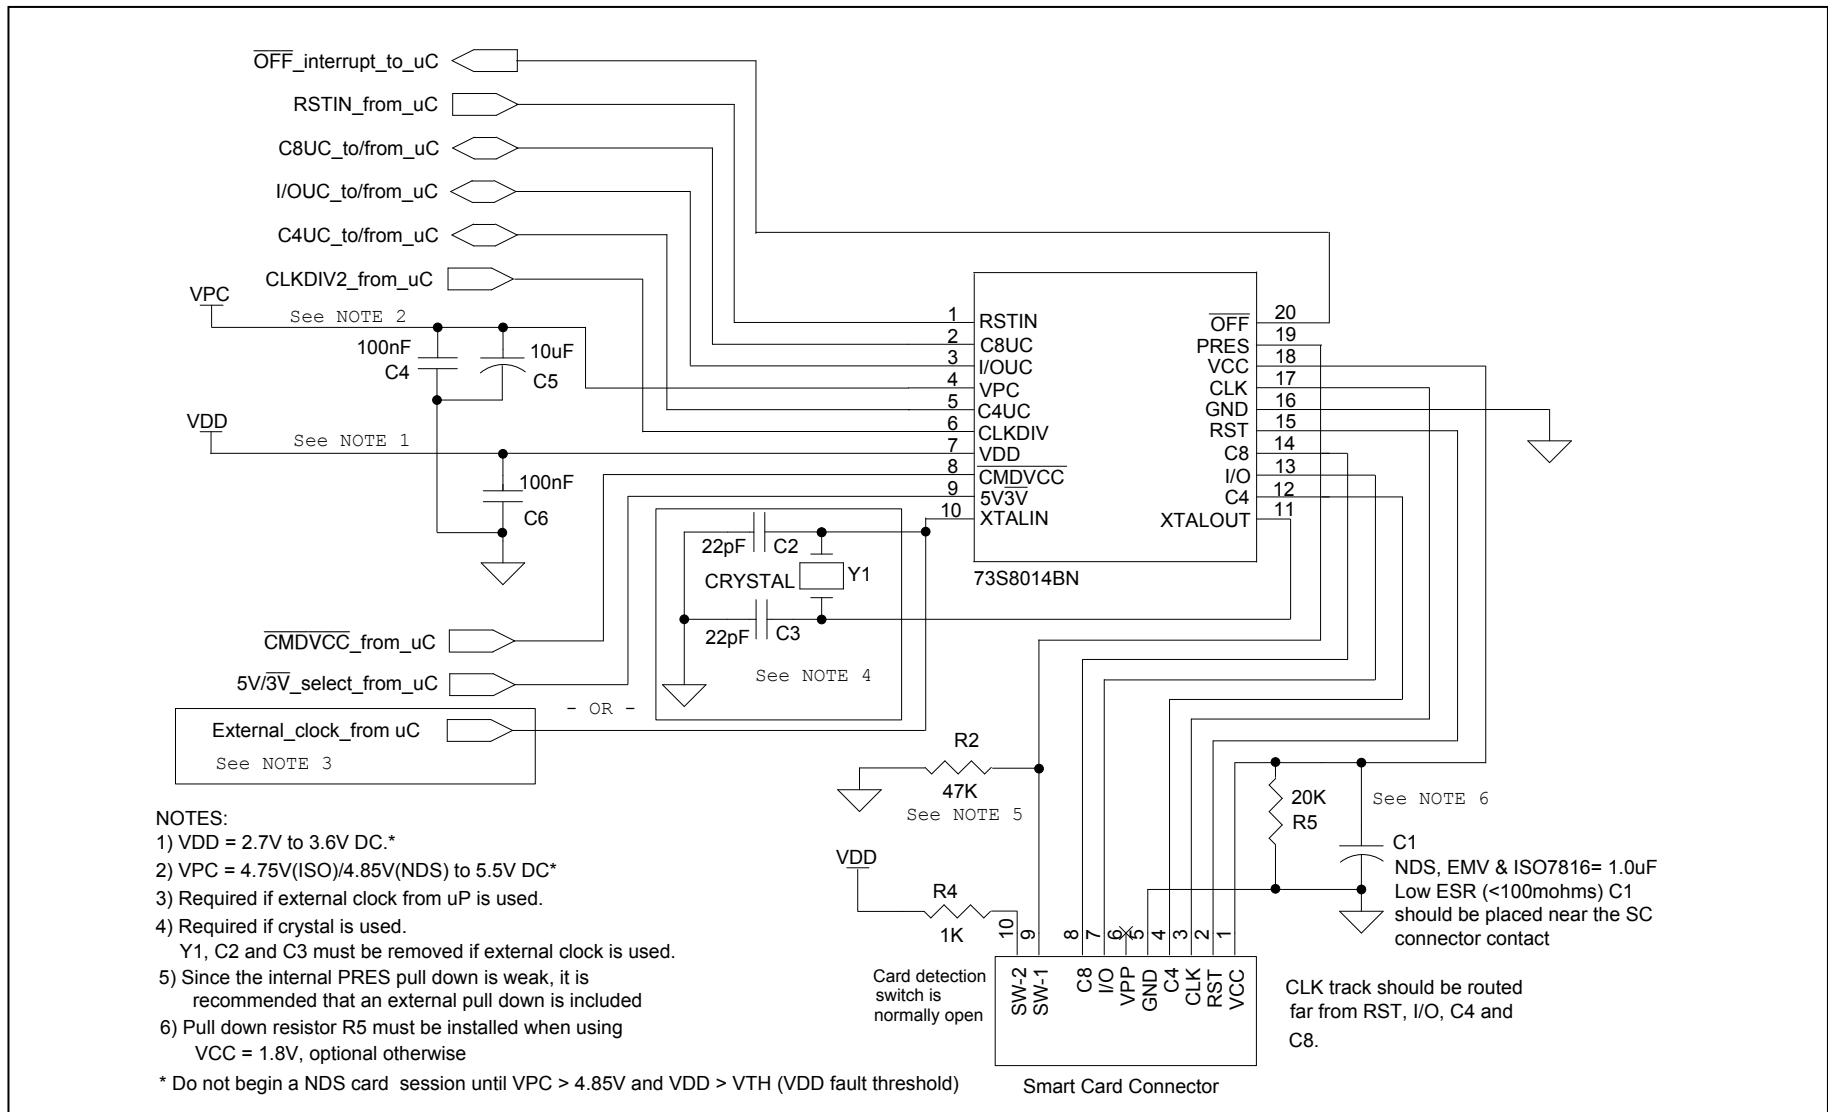 OFF_interrupt_to_uC
RSTIN_from_uC
C8UC_to/from_uC
I/OUC_to/from_uC
C4UC_to/from_uC
CLKDIV2_from_uC
VPC
See NOTE 2
100nF
C4
10uF
C5
VDD
See NOTE 1
100nF
C6
1 RSTIN
2 C8UC
3 I/OUC
4 VPC
5 C4UC
6 CLKDIV
7 VDD
8 CMDVCC
9 5V3V
10 XTALIN
20 OFF
19 PRES
18 VCC
17 CLK
16 GND
15 RST
14 C8
13 I/O
12 C4
11 XTALOUT
73S8014BN
22pF C2
CRYSTAL Y1
22pF C3
See NOTE 4
CMDVCC_from_uC
5V/3V_select_from_uC
- OR -
External_clock_from uC
See NOTE 3
R2
47K
See NOTE 5
VDD
R4
1K
20K
R5
See NOTE 6
C1
NDS, EMV & ISO7816= 1.0uF
Low ESR (<100mohms) C1
should be placed near the SC
connector contact
10 9 8 7 6 5 4 3 2 1
SW-2 SW-1 C8 I/O VPP GND C4 CLK RST VCC
Card detection
switch is
normally open
CLK track should be routed
far from RST, I/O, C4 and
C8.
Smart Card Connector
NOTES:
1) VDD = 2.7V to 3.6V DC.*
2) VPC = 4.75V(ISO)/4.85V(NDS) to 5.5V DC*
3) Required if external clock from uP is used.
4) Required if crystal is used.
Y1, C2 and C3 must be removed if external clock is used.
5) Since the internal PRES pull down is weak, it is
recommended that an external pull down is included
6) Pull down resistor R5 must be installed when using
VCC = 1.8V, optional otherwise
* Do not begin a NDS card session until VPC > 4.85V and VDD > VTH (VDD fault threshold)